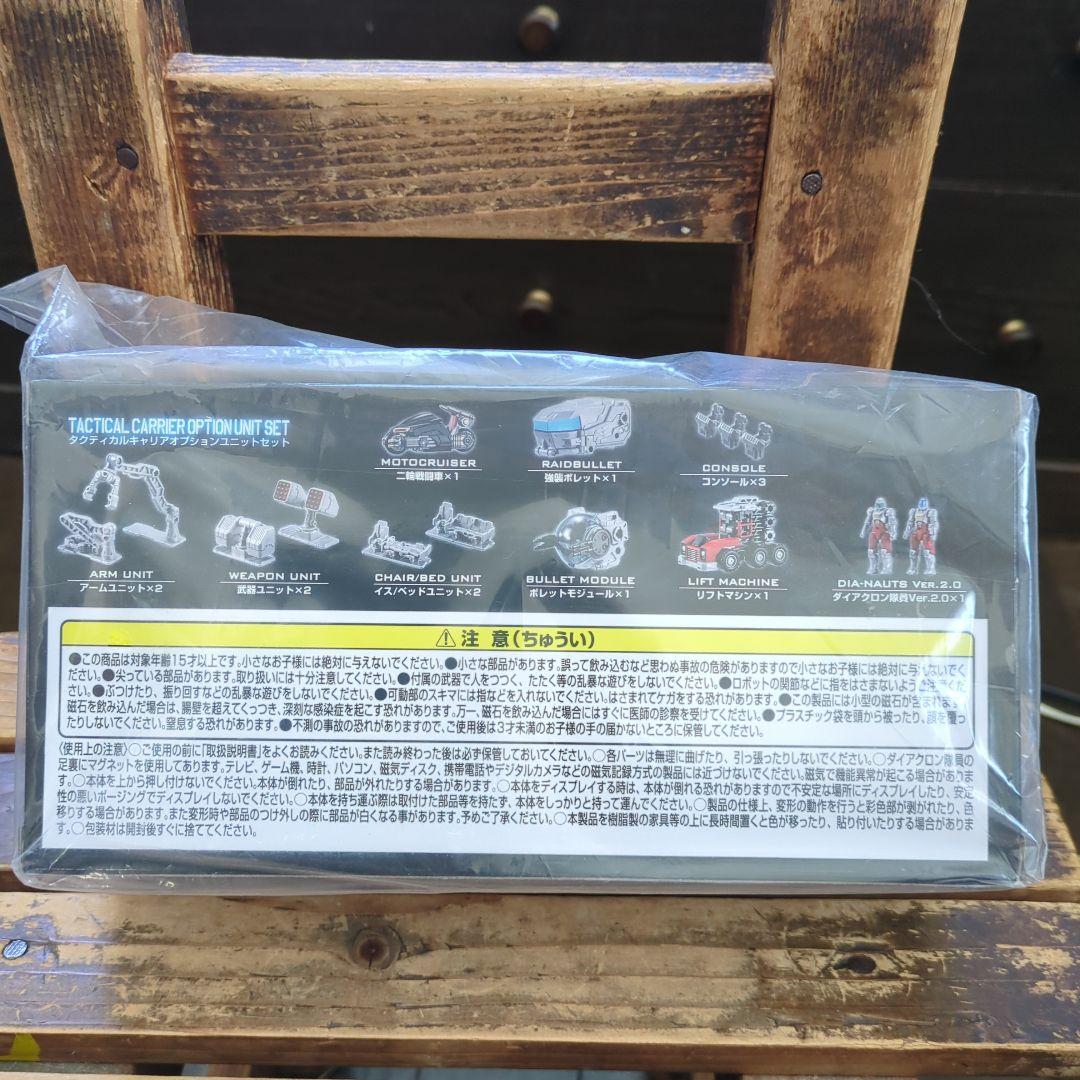 TACTICAL CARRIER OPTION UNIT SET
タクティカルキャリアオプションユニットセット
MOTOCRUISER
二輪戦闘車×1
RAIDBULLET
強襲ボレット×1
CONSOLE
コンソール×3
ARM UNIT
アームユニット×2
WEAPON UNIT
武器ユニット×2
CHAIR/BED UNIT
イス/ベッドユニット×2
BULLET MODULE
ボレットモジュール×1
LIFT MACHINE
リフトマシン×1
DIA-NAUTS VER.2.0
ダイアクロン隊員Ver.2.0×1
⚠注 意(ちゅうい)
●この商品は対象年齢15才以上です。小さなお子様には絶対に与えないでください。●小さな部品があります。誤って飲み込むなど思わぬ事故の危険がありますので小さなお子様には絶対に与えないでくだ
さい。●尖っている部品があります。取り扱いには十分注意してください。●付属の武器で人をつつく、たたく等の乱暴な遊びをしないでください。●ロボットの関節などに指をはさまないようご注意くだ
さい。●ぶつけたり、振り回すなどの乱暴な遊びをしないでください。●可動部のスキマには指などを入れないでください。はさまれてケガをする恐れがあります。●この製品には小型の磁石が含まれます。
磁石を飲み込んだ場合は、腸壁を超えてくっつき、深刻な感染症を起こす恐れがあります。万一、磁石を飲み込んだ場合にはすぐに医師の診察を受けてください。●プラスチック袋を頭から被ったり、顔を覆っ
たりしないでください。窒息する恐れがあります。●不測の事故の恐れがありますので、ご使用後は3才未満のお子様の手の届かないところに保管してください。
〈使用上の注意〉○ご使用の前に「取扱説明書」をよくお読みください。また読み終わった後は必ず保管しておいてください。○各パーツは無理に曲げたり、引っ張ったりしないでください。○ダイアクロン隊員の
足裏にマグネットを使用してあります。テレビ、ゲーム機、時計、パソコン、磁気ディスク、携帯電話やデジタルカメラなどの磁気記録方式の製品には近づけないでください。磁気で機能異常が起こる場合がありま
す。○本体を上から押し付けないでください。本体が倒れたり、部品が外れたりする場合があります。○本体をディスプレイする時は、本体が倒れる恐れがありますので不安定な場所にディスプレイしたり、安定
性の悪いポージングでディスプレイしないでください。○本体を持ち運ぶ際は取付けた部品等を持たず、本体をしっかりと持って運んでください。○製品の仕様上、変形の動作を行うと彩色部が剥がれたり、色
移りする場合があります。また変形時や部品のつけ外しの際に部品が白くなる事があります。予めご了承ください。○本製品を樹脂製の家具等の上に長時間置くと色が移ったり、貼り付いたりする場合がありま
す。○包装材は開封後すぐに捨ててください。